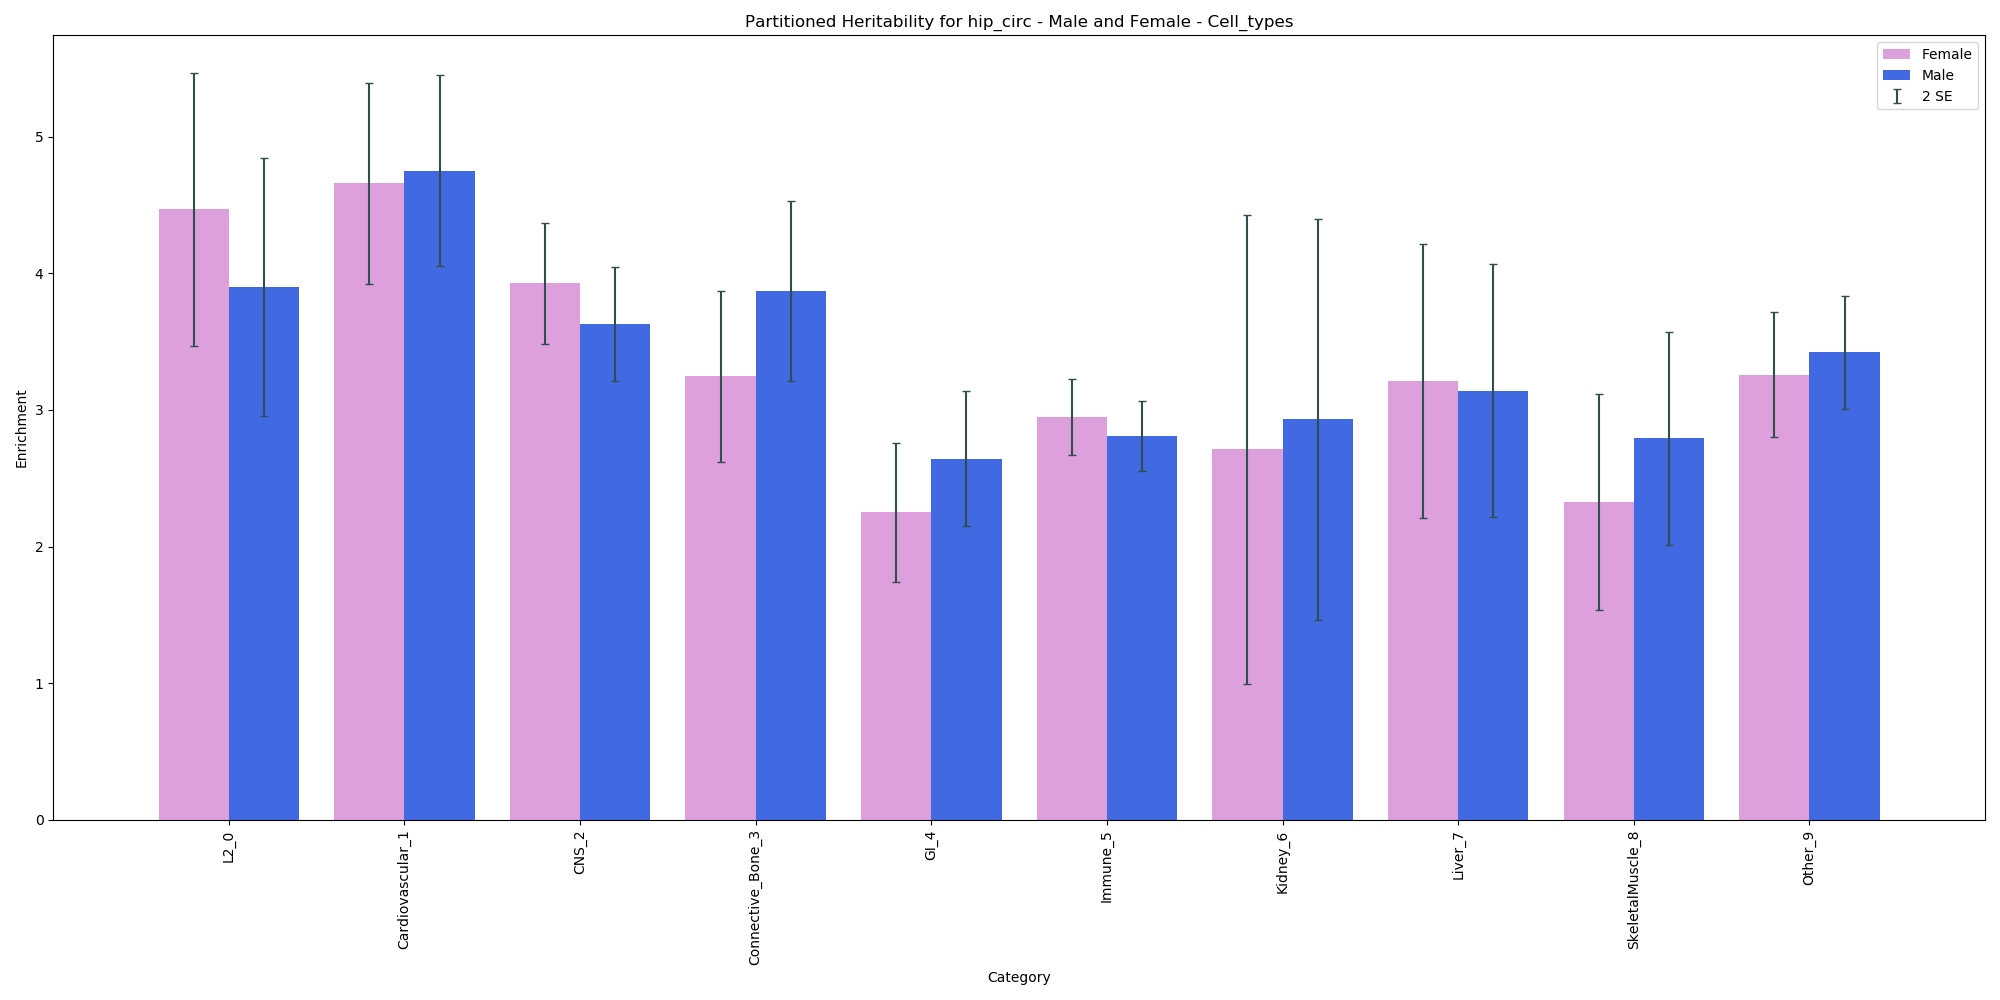 Partitioned Heritability for hip_circ - Male and Female - Cell_types
Female
Male
2 SE
5
4
3
2
1
0
Enrichment
L2_0
Cardiovascular_1
CNS_2
Connective_Bone_3
GI_4
Immune_5
Kidney_6
Liver_7
SkeletalMuscle_8
Other_9
Category